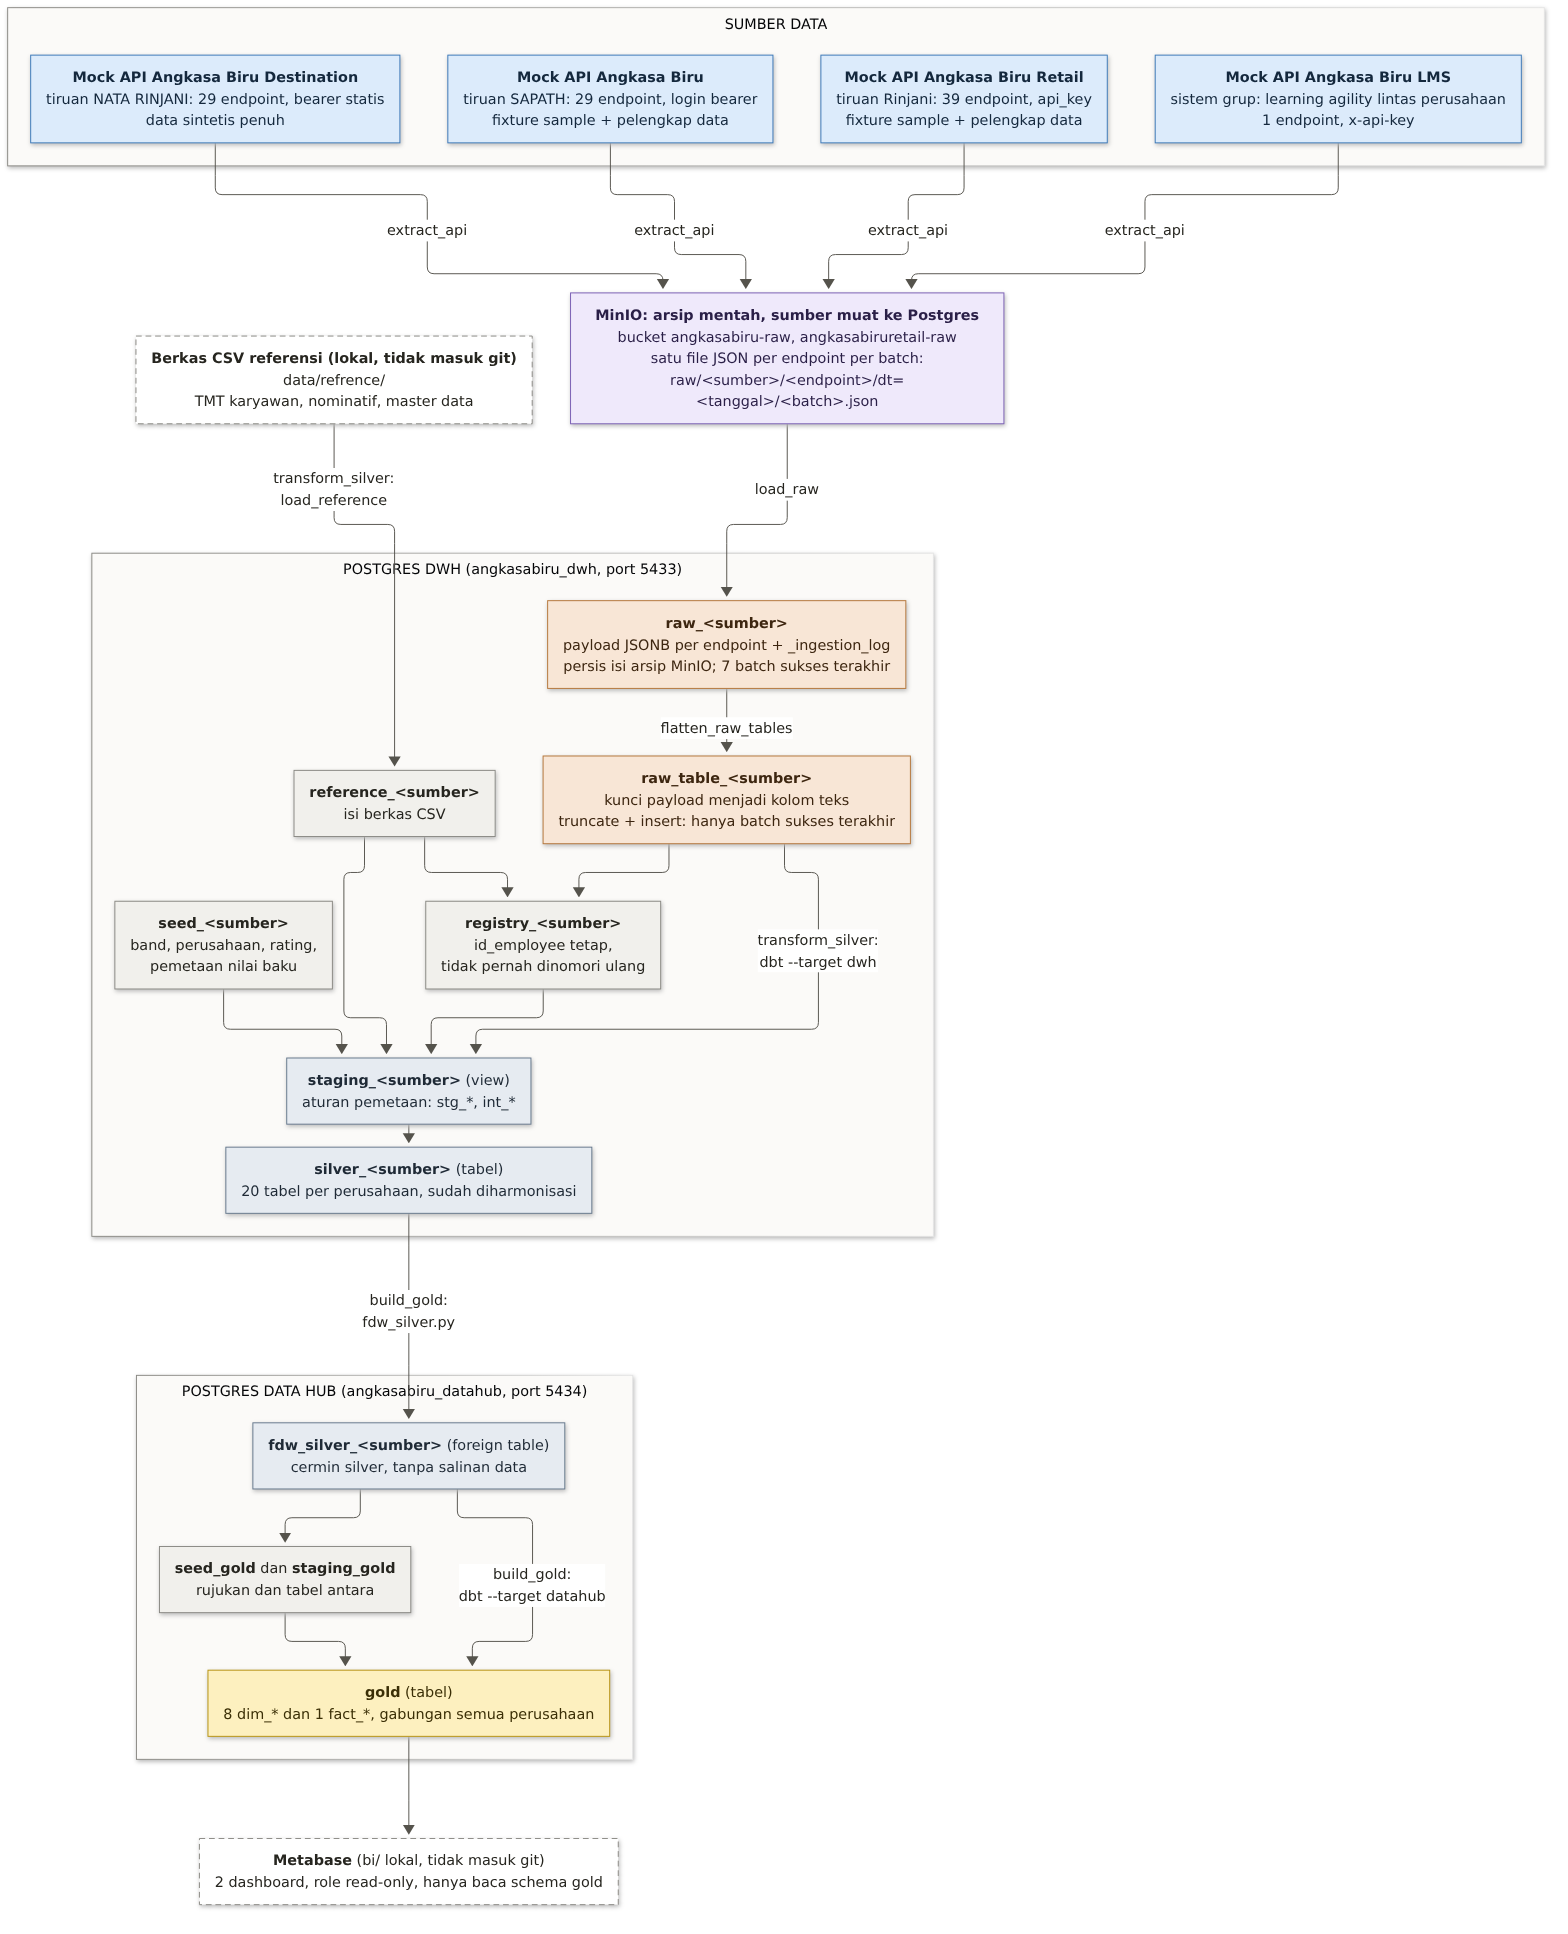 SUMBER DATA
Mock API Angkasa Biru Destination
tiruan NATA RINJANI: 29 endpoint, bearer statis
data sintetis penuh
Mock API Angkasa Biru
tiruan SAPATH: 29 endpoint, login bearer
fixture sample + pelengkap data
Mock API Angkasa Biru Retail
tiruan Rinjani: 39 endpoint, api_key
fixture sample + pelengkap data
Mock API Angkasa Biru LMS
sistem grup: learning agility lintas perusahaan
1 endpoint, x-api-key
extract_api
extract_api
extract_api
extract_api
MinIO: arsip mentah, sumber muat ke Postgres
bucket angkasabiru-raw, angkasabiruretail-raw
satu file JSON per endpoint per batch:
raw/<sumber>/<endpoint>/dt=
<tanggal>/<batch>.json
Berkas CSV referensi (lokal, tidak masuk git)
data/refrence/
TMT karyawan, nominatif, master data
transform_silver:
load_reference
load_raw
POSTGRES DWH (angkasabiru_dwh, port 5433)
raw_<sumber>
payload JSONB per endpoint + _ingestion_log
persis isi arsip MinIO; 7 batch sukses terakhir
flatten_raw_tables
reference_<sumber>
isi berkas CSV
raw_table_<sumber>
kunci payload menjadi kolom teks
truncate + insert: hanya batch sukses terakhir
seed_<sumber>
band, perusahaan, rating,
pemetaan nilai baku
registry_<sumber>
id_employee tetap,
tidak pernah dinomori ulang
transform_silver:
dbt --target dwh
staging_<sumber> (view)
aturan pemetaan: stg_*, int_*
silver_<sumber> (tabel)
20 tabel per perusahaan, sudah diharmonisasi
build_gold:
fdw_silver.py
POSTGRES DATA HUB (angkasabiru_datahub, port 5434)
fdw_silver_<sumber> (foreign table)
cermin silver, tanpa salinan data
seed_gold dan staging_gold
rujukan dan tabel antara
build_gold:
dbt --target datahub
gold (tabel)
8 dim_* dan 1 fact_*, gabungan semua perusahaan
Metabase (bi/ lokal, tidak masuk git)
2 dashboard, role read-only, hanya baca schema gold